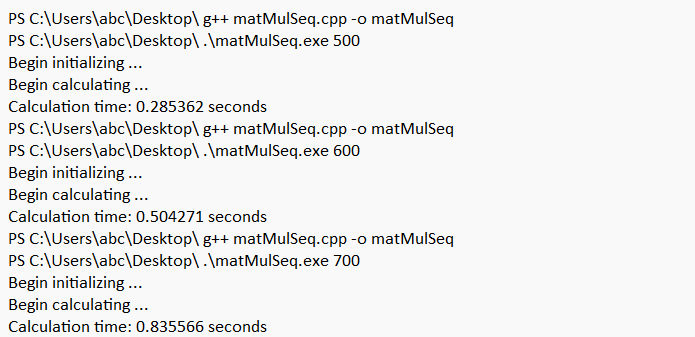 PS C:\Users\abc\Desktop\ g++ matMulSeq.cpp -o matMulSeq
PS C:\Users\abc\Desktop\ .\matMulSeq.exe 500
Begin initializing ...
Begin calculating ...
Calculation time: 0.285362 seconds
PS C:\Users\abc\Desktop\ g++ matMulSeq.cpp -o matMulSeq
PS C:\Users\abc\Desktop\ .\matMulSeq.exe 600
Begin initializing ...
Begin calculating ...
Calculation time: 0.504271 seconds
PS C:\Users\abc\Desktop\ g++ matMulSeq.cpp -o matMulSeq
PS C:\Users\abc\Desktop\ .\matMulSeq.exe 700
Begin initializing ...
Begin calculating ...
Calculation time: 0.835566 seconds